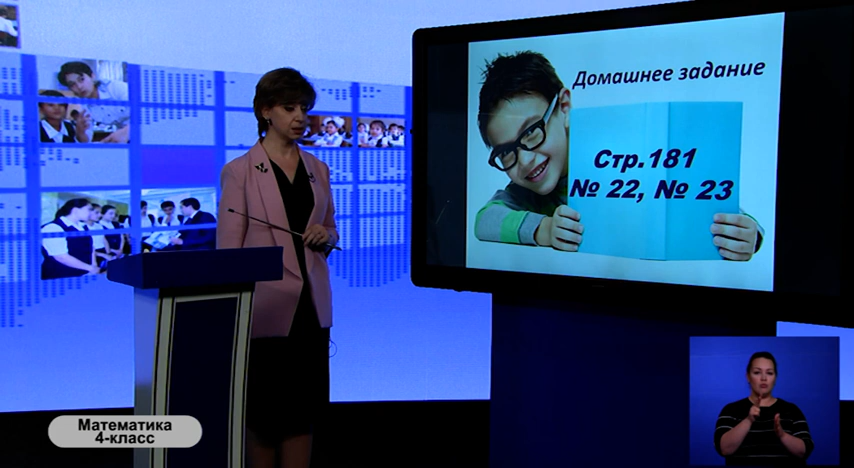 Домашнее задание
Стр.181
№ 22, № 23
Математика
4-класс